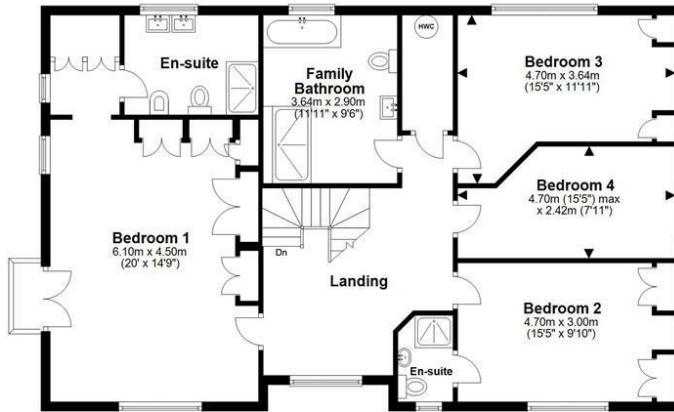 En-suite
Family
Bathroom
3.64m x 2.90m
(11'11" x 9'6")
HWC
Bedroom 3
4.70m x 3.64m
(15'5" x 11'11")
Bedroom 4
4.70m (15'5") max
x 2.42m (7'11")
Bedroom 1
6.10m x 4.50m
(20' x 14'9")
Dn
Landing
Bedroom 2
4.70m x 3.00m
(15'5" x 9'10")
En-suite